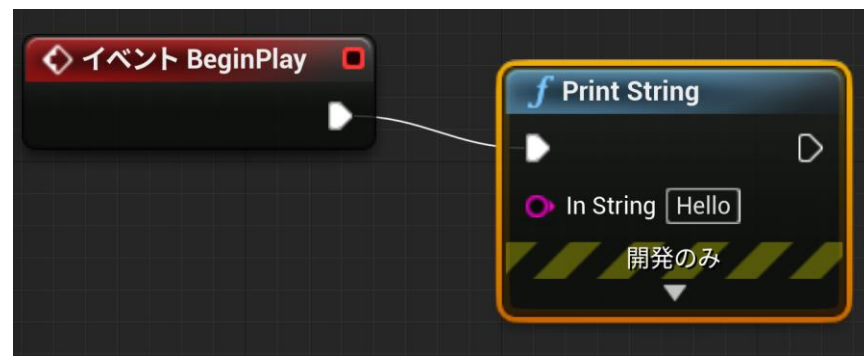 イベント BeginPlay
Print String
In String Hello
開発のみ